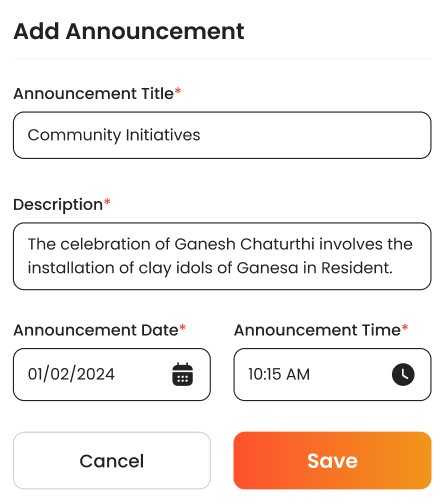 Add Announcement
Announcement Title*
Community Initiatives
Description*
The celebration of Ganesh Chaturthi involves the
installation of clay idols of Ganesa in Resident.
Announcement Date*
Announcement Time*
01/02/2024
10:15 AM
Cancel
Save